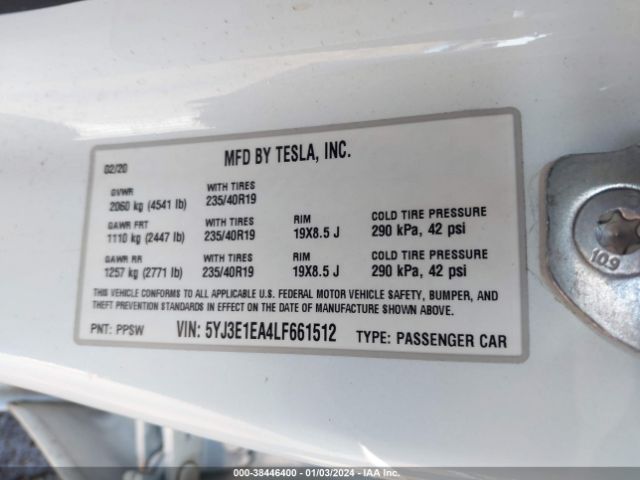 MFD BY TESLA, INC.
02/20
GVWR WITH TIRES
2060 kg (4541 lb) 235/40R19
GAWR FRT WITH TIRES RIM COLD TIRE PRESSURE
1110 kg (2447 lb) 235/40R19 19X8.5 J 290 kPa, 42 psi
GAWR RR WITH TIRES RIM COLD TIRE PRESSURE
1257 kg (2771 lb) 235/40R19 19X8.5 J 290 kPa, 42 psi
THIS VEHICLE CONFORMS TO ALL APPLICABLE U.S. FEDERAL MOTOR VEHICLE SAFETY, BUMPER, AND
THEFT PREVENTION STANDARDS IN EFFECT ON THE DATE OF MANUFACTURE SHOWN ABOVE.
PNT: PPSW VIN: 5YJ3E1EA4LF661512 TYPE: PASSENGER CAR
10.9
000-38446400 - 01/03/2024 - IAA Inc.